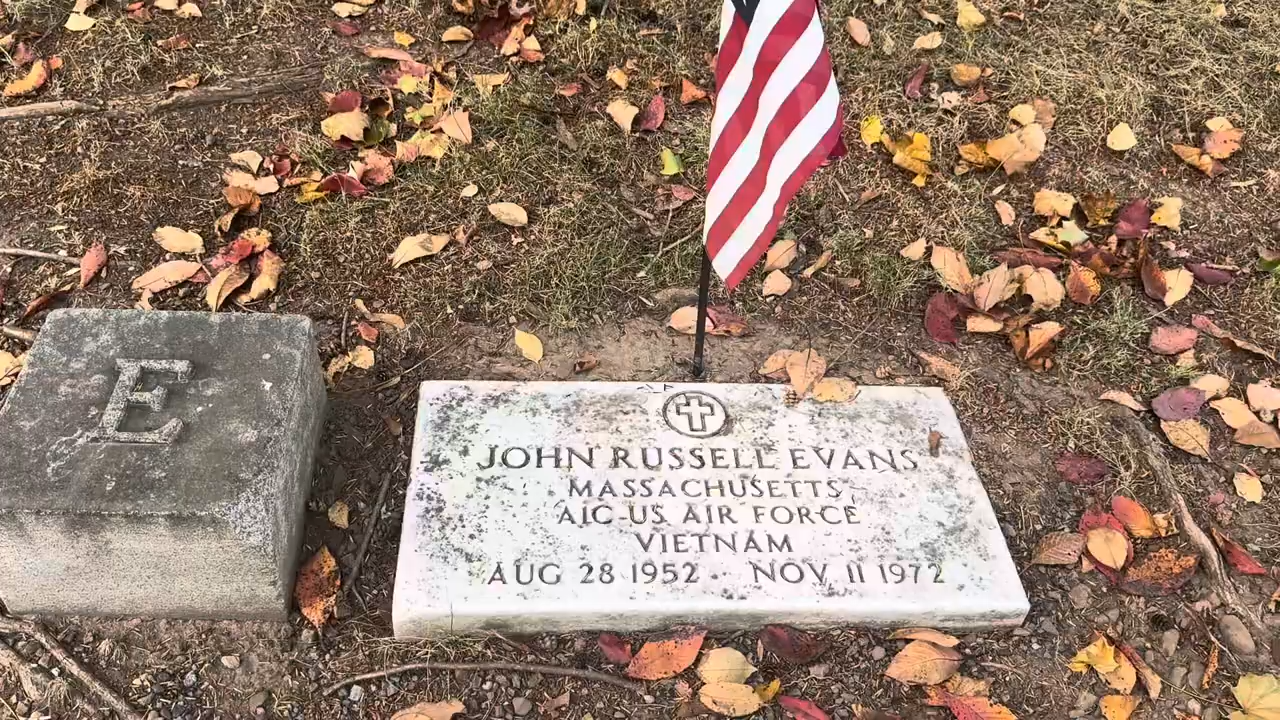 E
JOHN RUSSELL EVANS
MASSACHUSETTS
A1C US AIR FORCE
VIETNAM
AUG 28 1952 NOV 11 1972